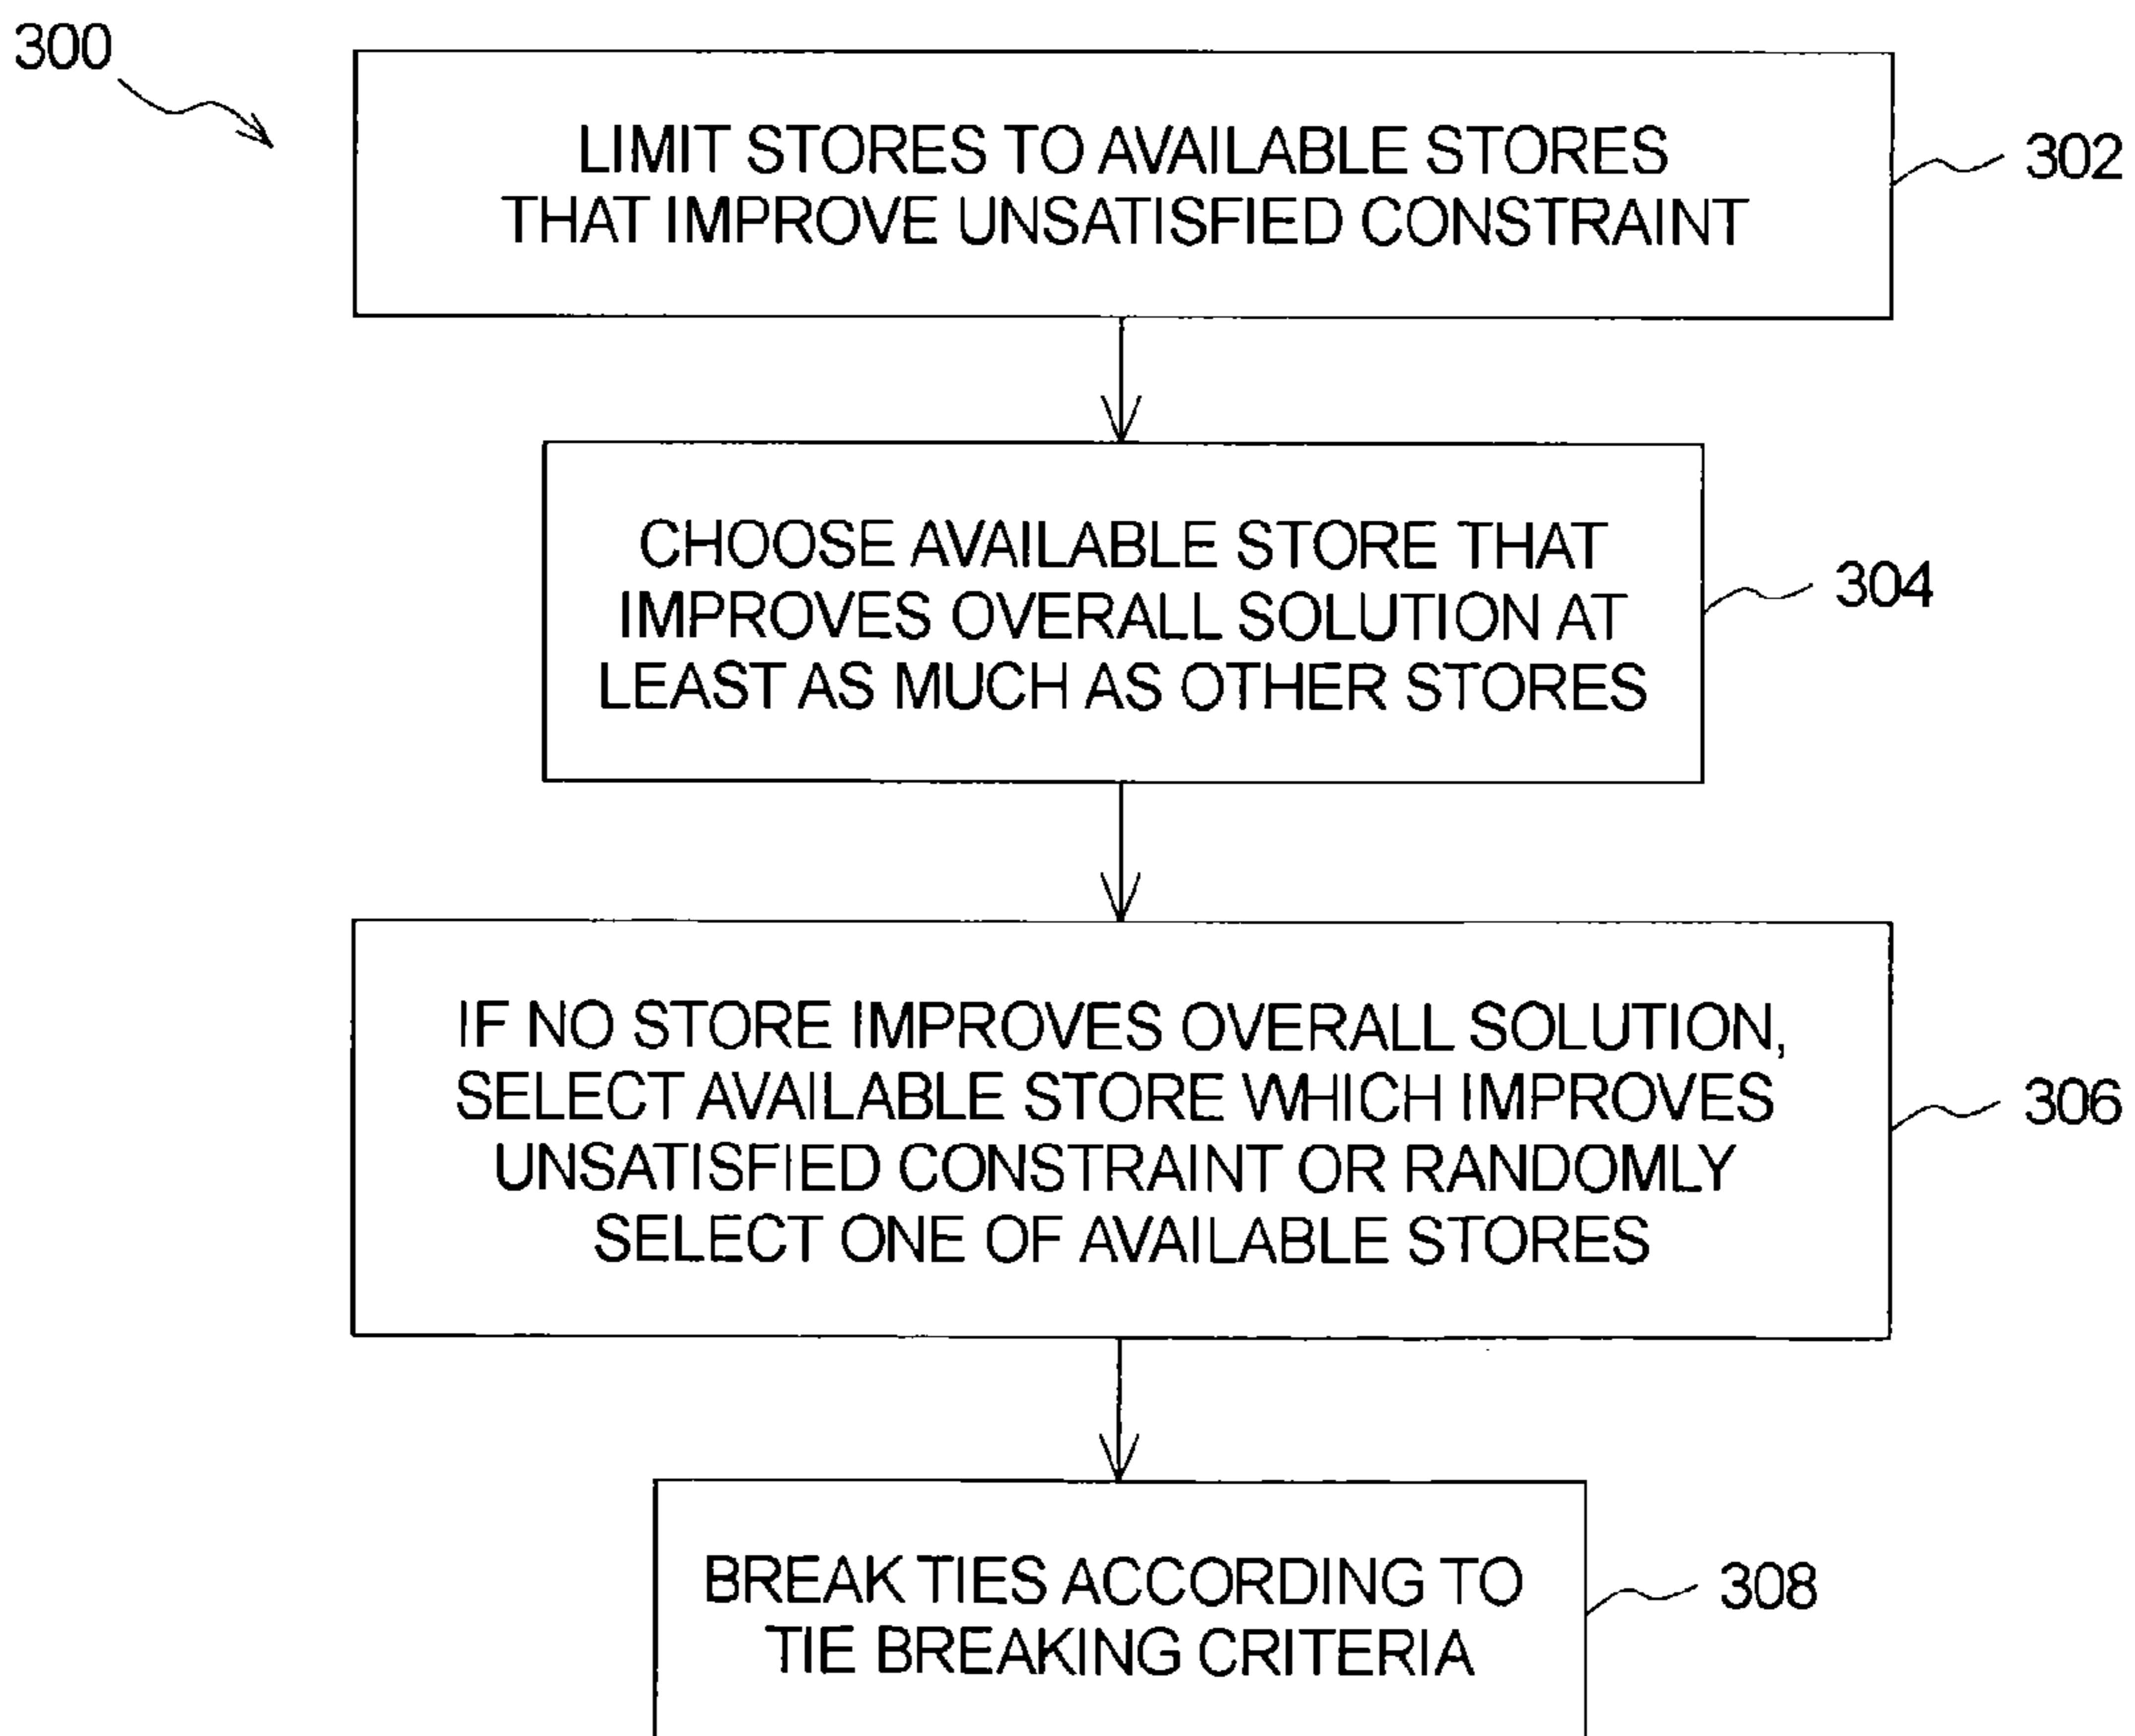 300
LIMIT STORES TO AVAILABLE STORES
THAT IMPROVE UNSATISFIED CONSTRAINT
302
CHOOSE AVAILABLE STORE THAT
IMPROVES OVERALL SOLUTION AT
LEAST AS MUCH AS OTHER STORES
304
IF NO STORE IMPROVES OVERALL SOLUTION,
SELECT AVAILABLE STORE WHICH IMPROVES
UNSATISFIED CONSTRAINT OR RANDOMLY
SELECT ONE OF AVAILABLE STORES
306
BREAK TIES ACCORDING TO
TIE BREAKING CRITERIA
308